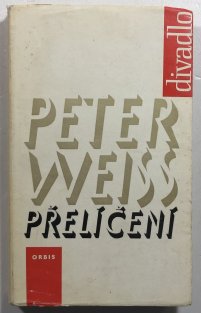 divadlo
PETER
WEISS
PŘELÍČENÍ
ORBIS